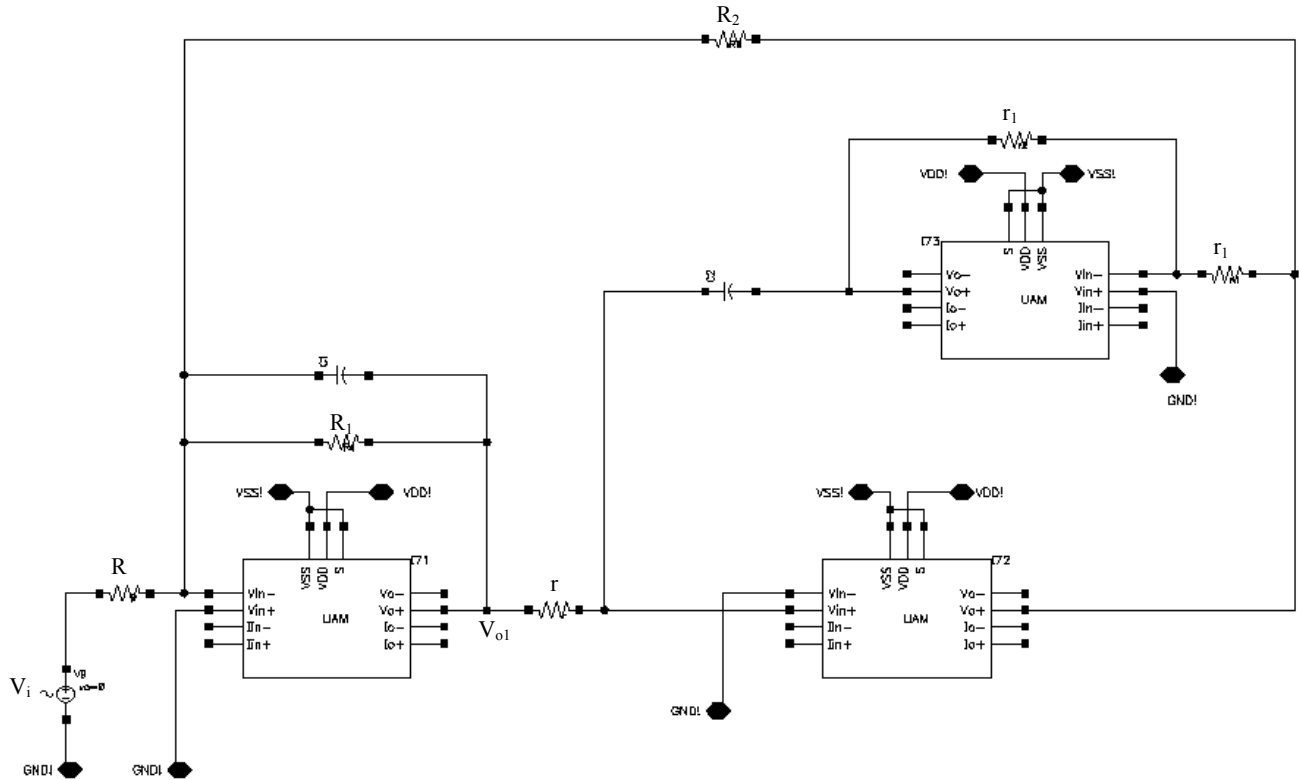 R2
r1
VDD!
VSS!
I73
S
VDD
VSS
r1
Vo-
Vo+
Io-
Io+
UAM
Vin-
Vin+
Iin-
Iin+
C2
GND!
C1
R1
VSS!
VDD!
VSS!
VDD!
R
I71
VSS
VDD
S
Vin-
Vin+
Iin-
Iin+
UAM
Vo-
Vo+
Io-
Io+
r
Vo1
I72
VSS
VDD
S
Vin-
Vin+
Iin-
Iin+
UAM
Vo-
Vo+
Io-
Io+
Vi
GND!
GND!
GND!